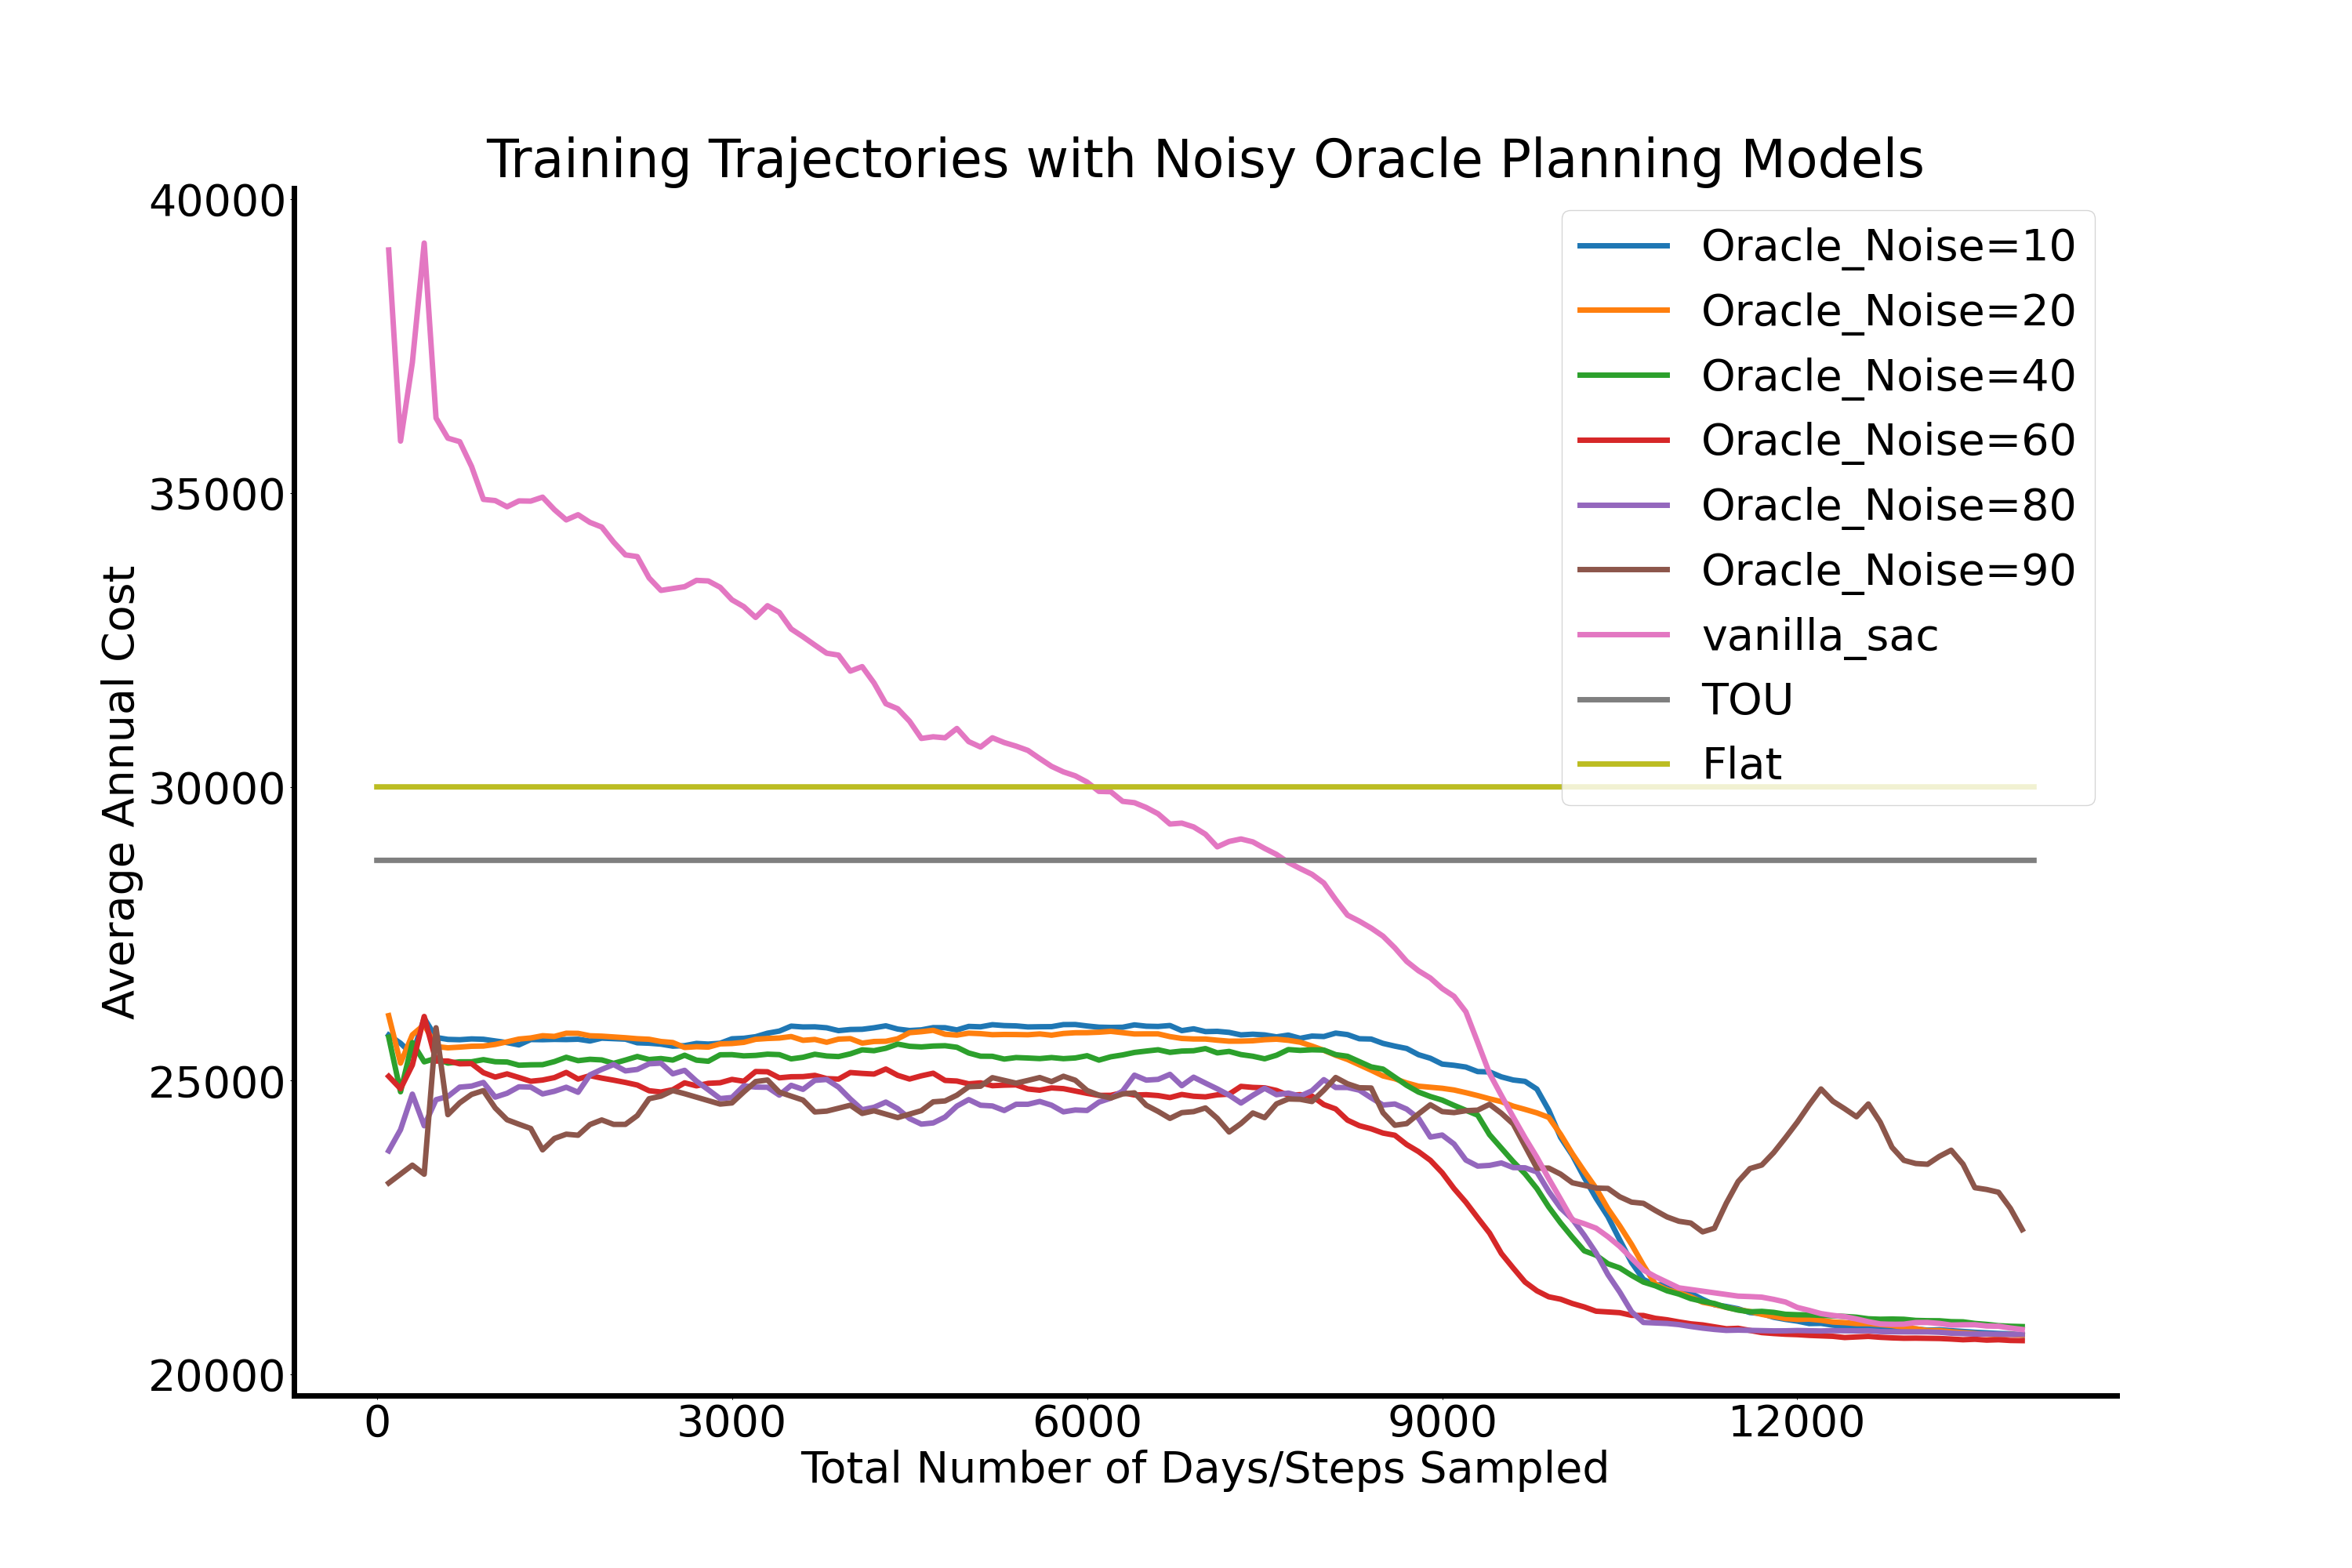 Training Trajectories with Noisy Oracle Planning Models
40000
35000
30000
25000
20000
Average Annual Cost
Oracle_Noise=10
Oracle_Noise=20
Oracle_Noise=40
Oracle_Noise=60
Oracle_Noise=80
Oracle_Noise=90
vanilla_sac
TOU
Flat
0 3000 6000 9000 12000
Total Number of Days/Steps Sampled